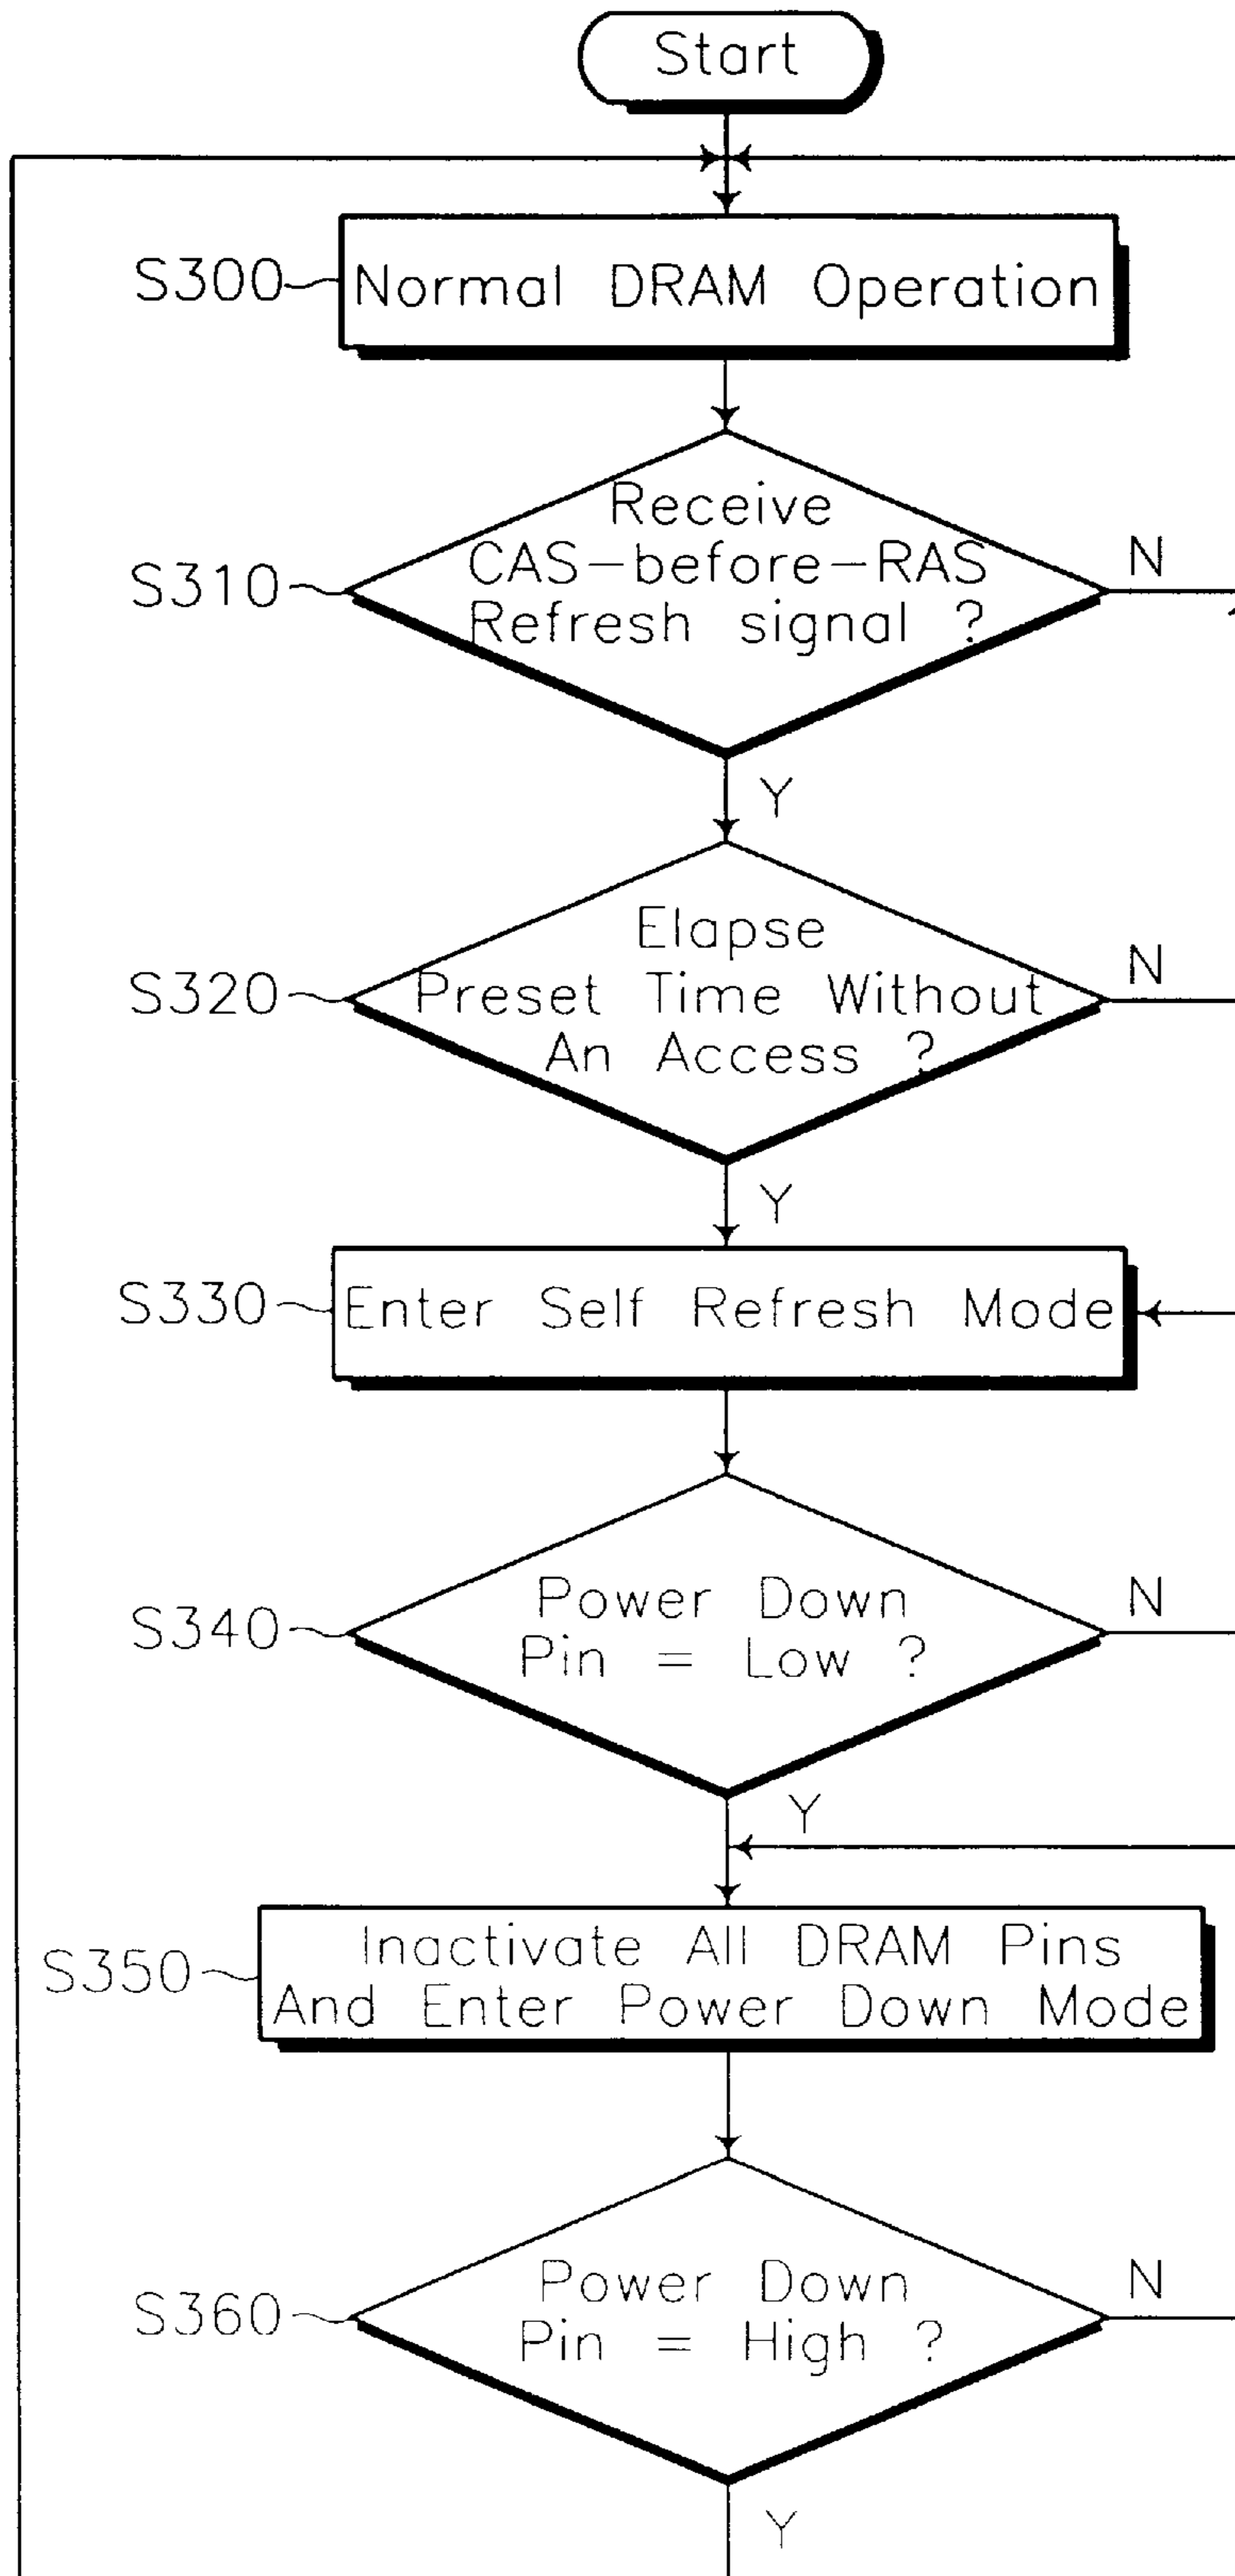 Start
S300
Normal DRAM Operation
Receive
CAS-before-RAS
Refresh signal ?
S310
N
Y
Elapse
Preset Time Without
An Access ?
S320
N
Y
S330
Enter Self Refresh Mode
Power Down
Pin = Low ?
S340
N
Y
Inactivate All DRAM Pins
And Enter Power Down Mode
S350
Power Down
Pin = High ?
S360
N
Y